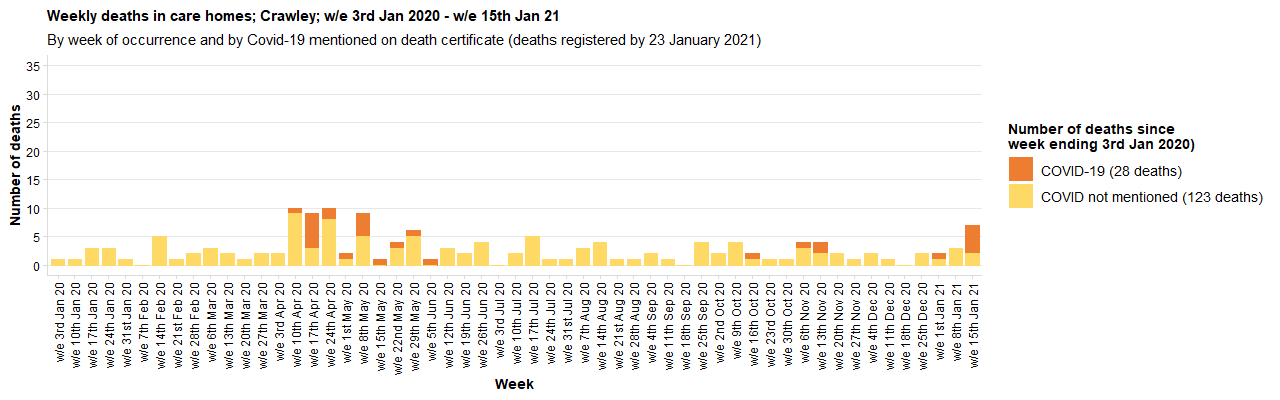 Weekly deaths in care homes; Crawley; w/e 3rd Jan 2020 - w/e 15th Jan 21
By week of occurrence and by Covid-19 mentioned on death certificate (deaths registered by 23 January 2021)
Number of deaths
35
30
25
20
15
10
5
0
w/e 3rd Jan 20
w/e 10th Jan 20
w/e 17th Jan 20
w/e 24th Jan 20
w/e 31st Jan 20
w/e 7th Feb 20
w/e 14th Feb 20
w/e 21st Feb 20
w/e 28th Feb 20
w/e 6th Mar 20
w/e 13th Mar 20
w/e 20th Mar 20
w/e 27th Mar 20
w/e 3rd Apr 20
w/e 10th Apr 20
w/e 17th Apr 20
w/e 24th Apr 20
w/e 1st May 20
w/e 8th May 20
w/e 15th May 20
w/e 22nd May 20
w/e 29th May 20
w/e 5th Jun 20
w/e 12th Jun 20
w/e 19th Jun 20
w/e 26th Jun 20
w/e 3rd Jul 20
w/e 10th Jul 20
w/e 17th Jul 20
w/e 24th Jul 20
w/e 31st Jul 20
w/e 7th Aug 20
w/e 14th Aug 20
w/e 21st Aug 20
w/e 28th Aug 20
w/e 4th Sep 20
w/e 11th Sep 20
w/e 18th Sep 20
w/e 25th Sep 20
w/e 2nd Oct 20
w/e 9th Oct 20
w/e 16th Oct 20
w/e 23rd Oct 20
w/e 30th Oct 20
w/e 6th Nov 20
w/e 13th Nov 20
w/e 20th Nov 20
w/e 27th Nov 20
w/e 4th Dec 20
w/e 11th Dec 20
w/e 18th Dec 20
w/e 25th Dec 20
w/e 1st Jan 21
w/e 8th Jan 21
w/e 15th Jan 21
Week
Number of deaths since
week ending 3rd Jan 2020)
COVID-19 (28 deaths)
COVID not mentioned (123 deaths)